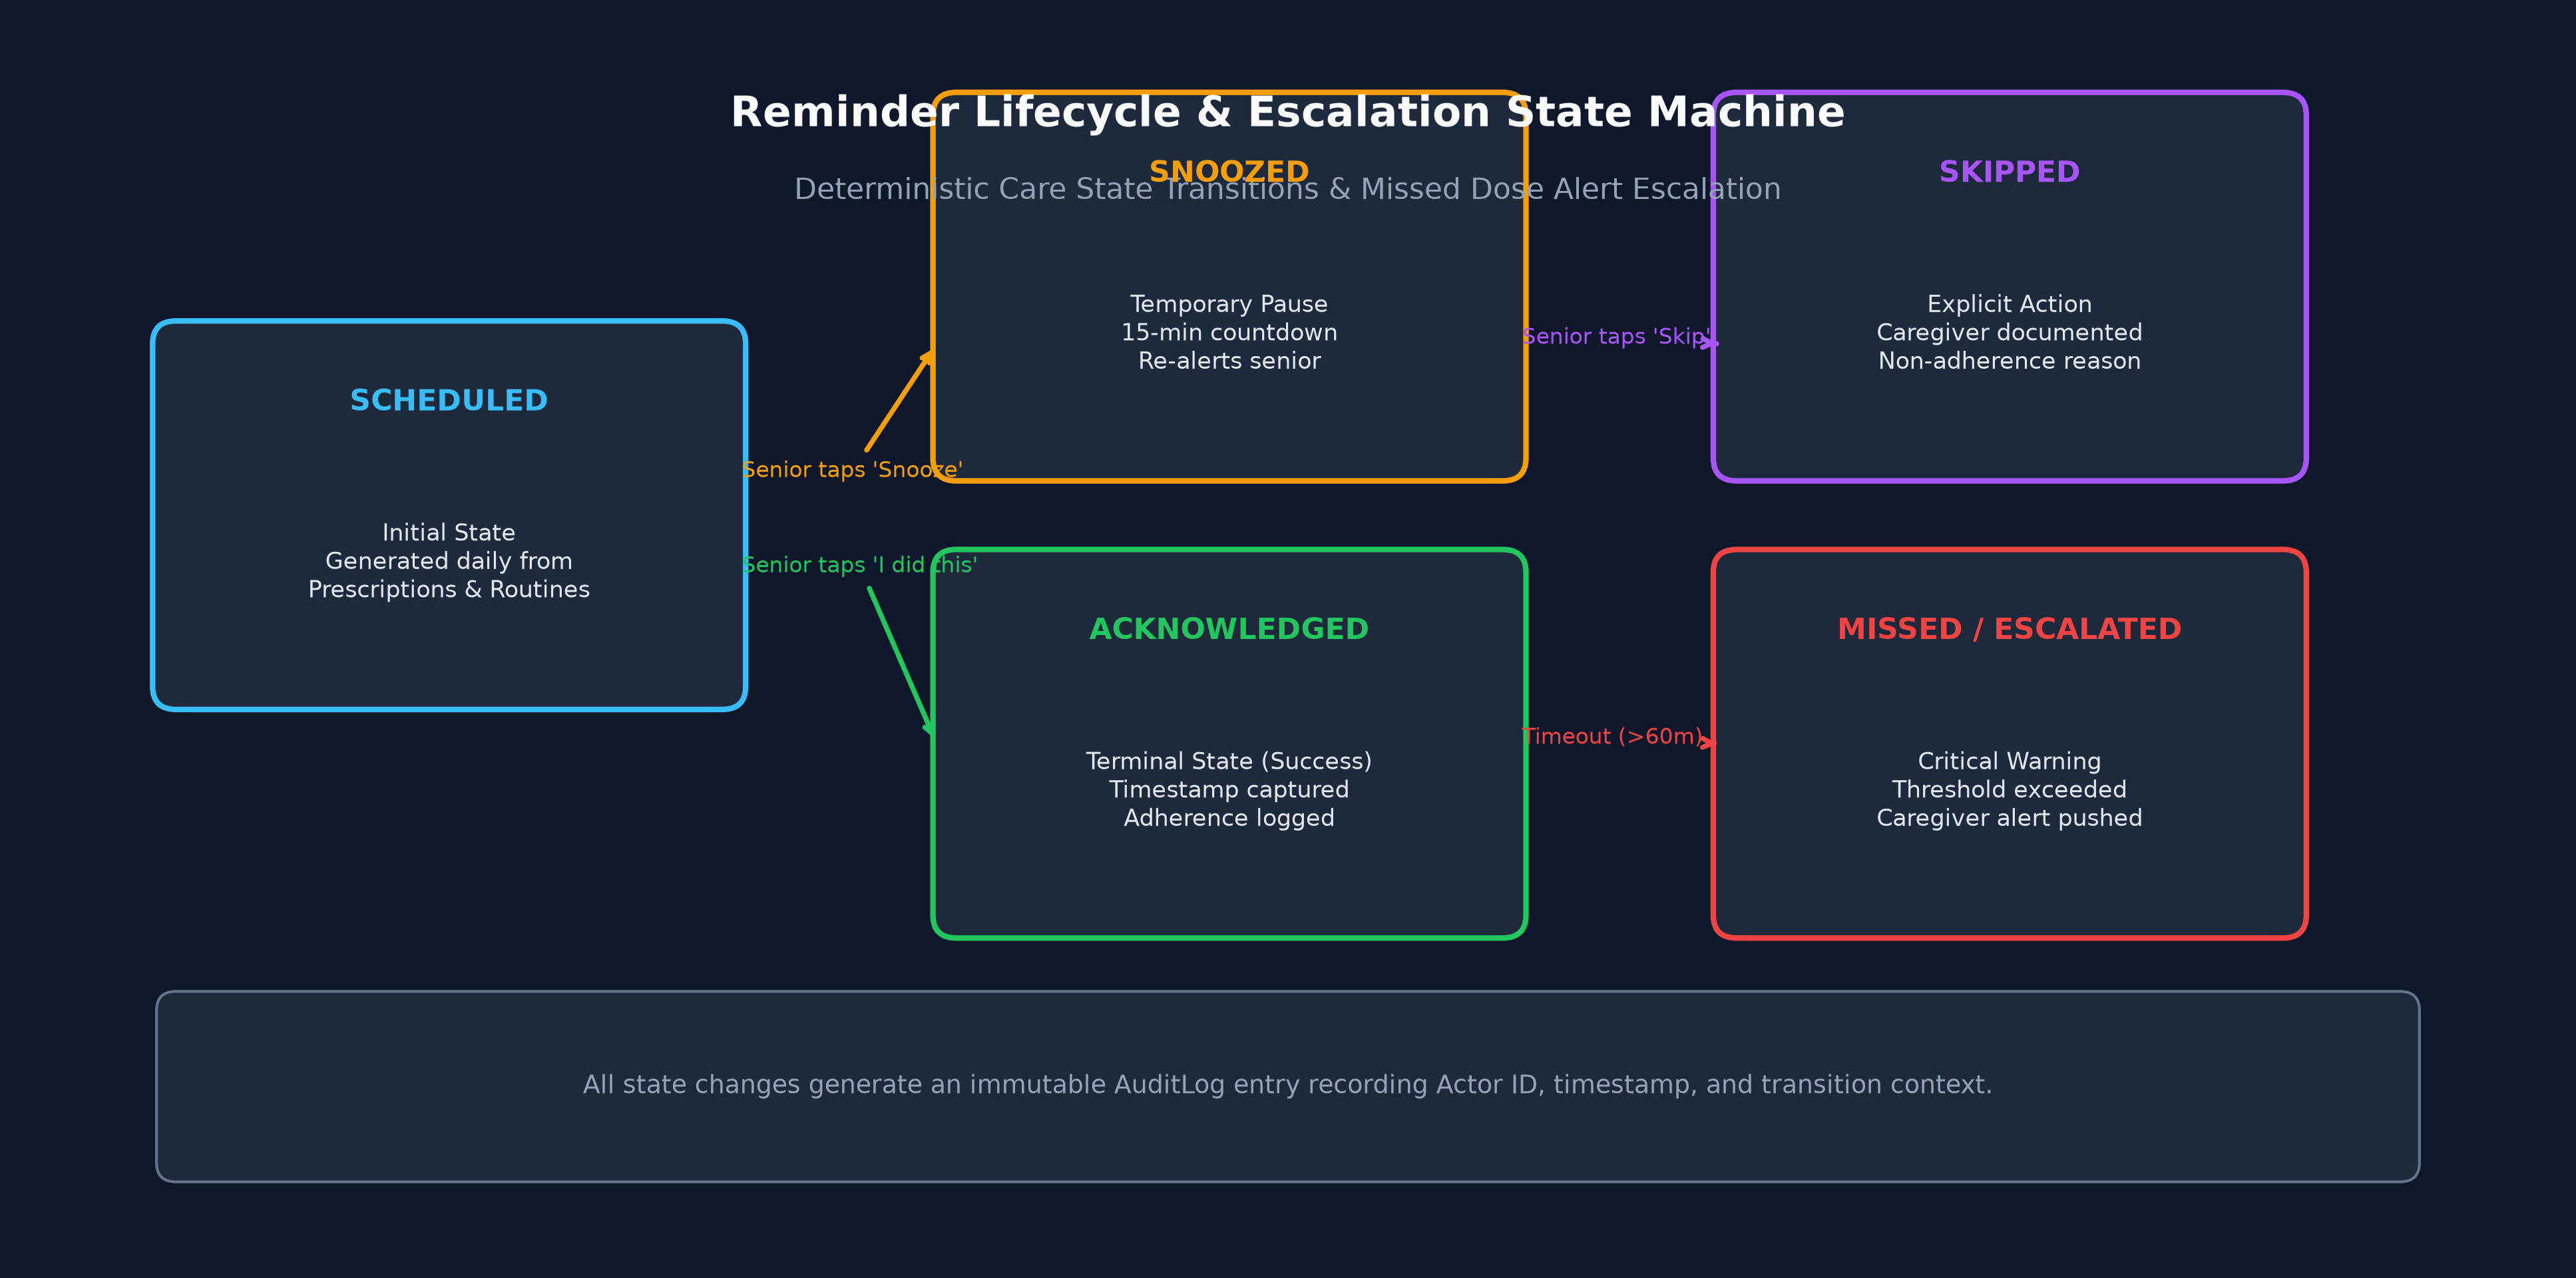 Reminder Lifecycle & Escalation State Machine
Deterministic Care State Transitions & Missed Dose Alert Escalation
SCHEDULED
Initial State
Generated daily from
Prescriptions & Routines
Senior taps 'Snooze'
Senior taps 'I did this'
SNOOZED
Temporary Pause
15-min countdown
Re-alerts senior
Senior taps 'Skip'
SKIPPED
Explicit Action
Caregiver documented
Non-adherence reason
ACKNOWLEDGED
Terminal State (Success)
Timestamp captured
Adherence logged
Timeout (>60m)
MISSED / ESCALATED
Critical Warning
Threshold exceeded
Caregiver alert pushed
All state changes generate an immutable AuditLog entry recording Actor ID, timestamp, and transition context.